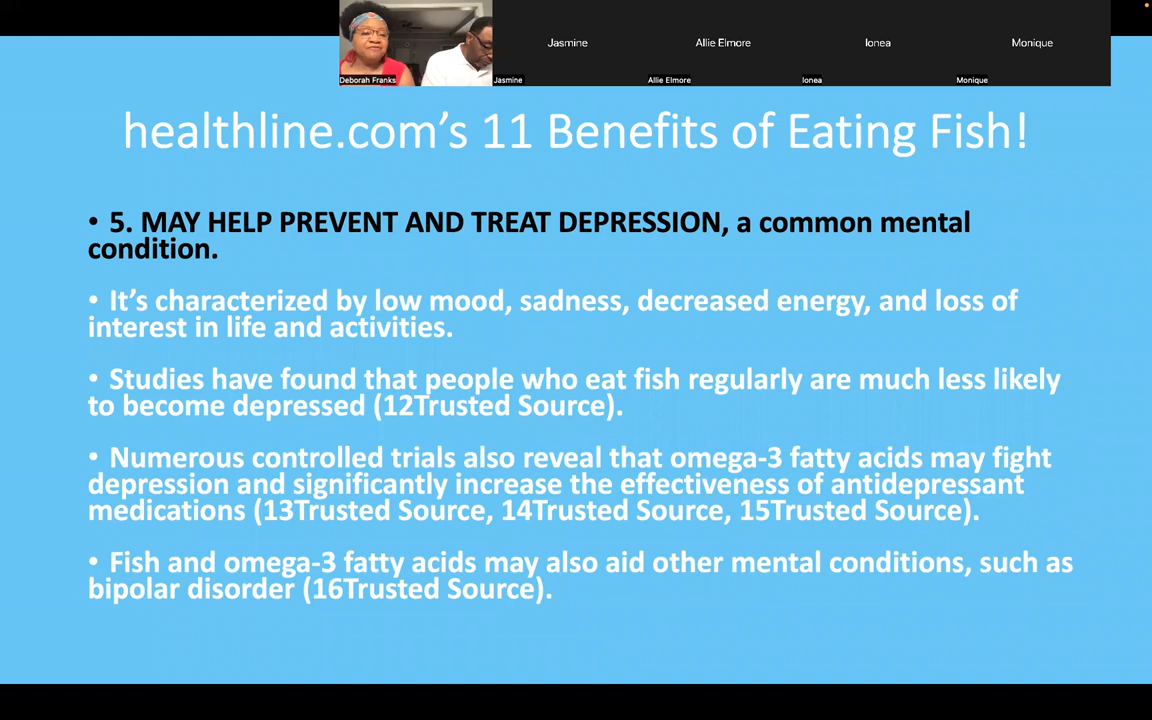 Jasmine
Allie Elmore
Ionea
Monique
Deborah Franks
Jasmine
Allie Elmore
Ionea
Monique
healthline.com’s 11 Benefits of Eating Fish!
• 5. MAY HELP PREVENT AND TREAT DEPRESSION, a common mental
condition.
• It’s characterized by low mood, sadness, decreased energy, and loss of
interest in life and activities.
• Studies have found that people who eat fish regularly are much less likely
to become depressed (12Trusted Source).
• Numerous controlled trials also reveal that omega-3 fatty acids may fight
depression and significantly increase the effectiveness of antidepressant
medications (13Trusted Source, 14Trusted Source, 15Trusted Source).
• Fish and omega-3 fatty acids may also aid other mental conditions, such as
bipolar disorder (16Trusted Source).